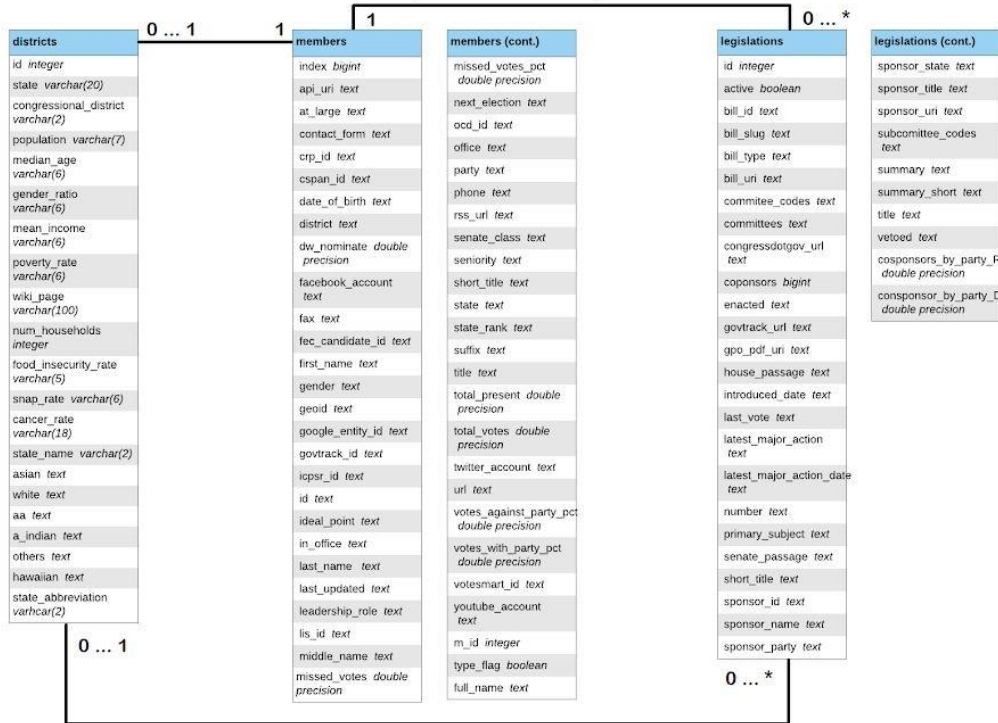 0 ... 1
1
1
0 ... *
districts
id integer
state varchar(20)
congressional_district
varchar(2)
population varchar(7)
median_age
varchar(6)
gender_ratio
varchar(6)
mean_income
varchar(6)
poverty_rate
varchar(6)
wiki_page
varchar(100)
num_households
integer
food_insecurity_rate
varchar(5)
snap_rate varchar(6)
cancer_rate
varchar(18)
state_name varchar(2)
asian text
white text
aa text
a_indian text
others text
hawaiian text
state_abbreviation
varhcar(2)
0 ... 1
members
index bigint
api_uri text
at_large text
contact_form text
crp_id text
cspan_id text
date_of_birth text
district text
dw_nominate double
precision
facebook_account
text
fax text
fec_candidate_id text
first_name text
gender text
geoid text
google_entity_id text
govtrack_id text
icpsr_id text
id text
ideal_point text
in_office text
last_name text
last_updated text
leadership_role text
lis_id text
middle_name text
missed_votes double
precision
members (cont.)
missed_votes_pct
double precision
next_election text
ocd_id text
office text
party text
phone text
rss_url text
senate_class text
seniority text
short_title text
state text
state_rank text
suffix text
title text
total_present double
precision
total_votes double
precision
twitter_account text
url text
votes_against_party_pct
double precision
votes_with_party_pct
double precision
votesmart_id text
youtube_account
text
m_id integer
type_flag boolean
full_name text
legislations
id integer
active boolean
bill_id text
bill_slug text
bill_type text
bill_uri text
commitee_codes text
committees text
congressdotgov_url
text
coponsors bigint
enacted text
govtrack_url text
gpo_pdf_uri text
house_passage text
introduced_date text
last_vote text
latest_major_action
text
latest_major_action_date
text
number text
primary_subject text
senate_passage text
short_title text
sponsor_id text
sponsor_name text
sponsor_party text
0 ... *
legislations (cont.)
sponsor_state text
sponsor_title text
sponsor_uri text
subcomittee_codes
text
summary text
summary_short text
title text
vetoed text
cosponsors_by_party_R
double precision
consponsor_by_party_D
double precision